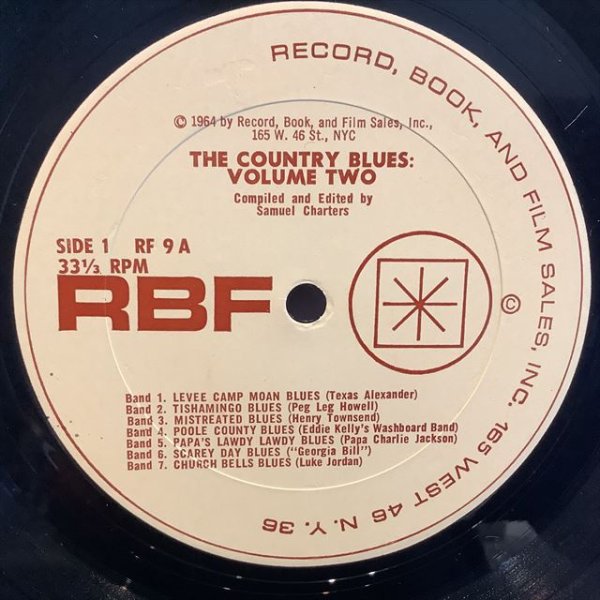 RECORD, BOOK, AND FILM SALES, INC. 165 WEST 46 N.Y. 36
© 1964 by Record, Book, and Film Sales, Inc.,
165 W. 46 St., NYC
THE COUNTRY BLUES:
VOLUME TWO
Compiled and Edited by
Samuel Charters
SIDE 1 RF 9 A
33⅓ RPM
RBF
©
Band 1. LEVEE CAMP MOAN BLUES (Texas Alexander)
Band 2. TISHAMINGO BLUES (Peg Leg Howell)
Band 3. MISTREATED BLUES (Henry Townsend)
Band 4. POOLE COUNTY BLUES (Eddie Kelly's Washboard Band)
Band 5. PAPA'S LAWDY LAWDY BLUES (Papa Charlie Jackson)
Band 6. SCAREY DAY BLUES ("Georgia Bill")
Band 7. CHURCH BELLS BLUES (Luke Jordan)